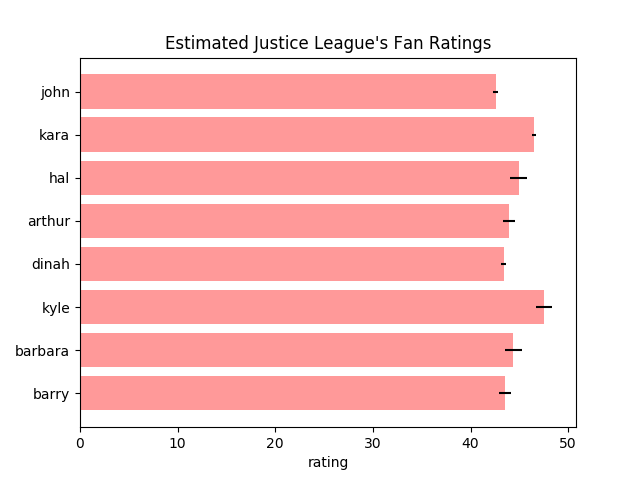 Estimated Justice League's Fan Ratings
john
kara
hal
arthur
dinah
kyle
barbara
barry
0 10 20 30 40 50
rating